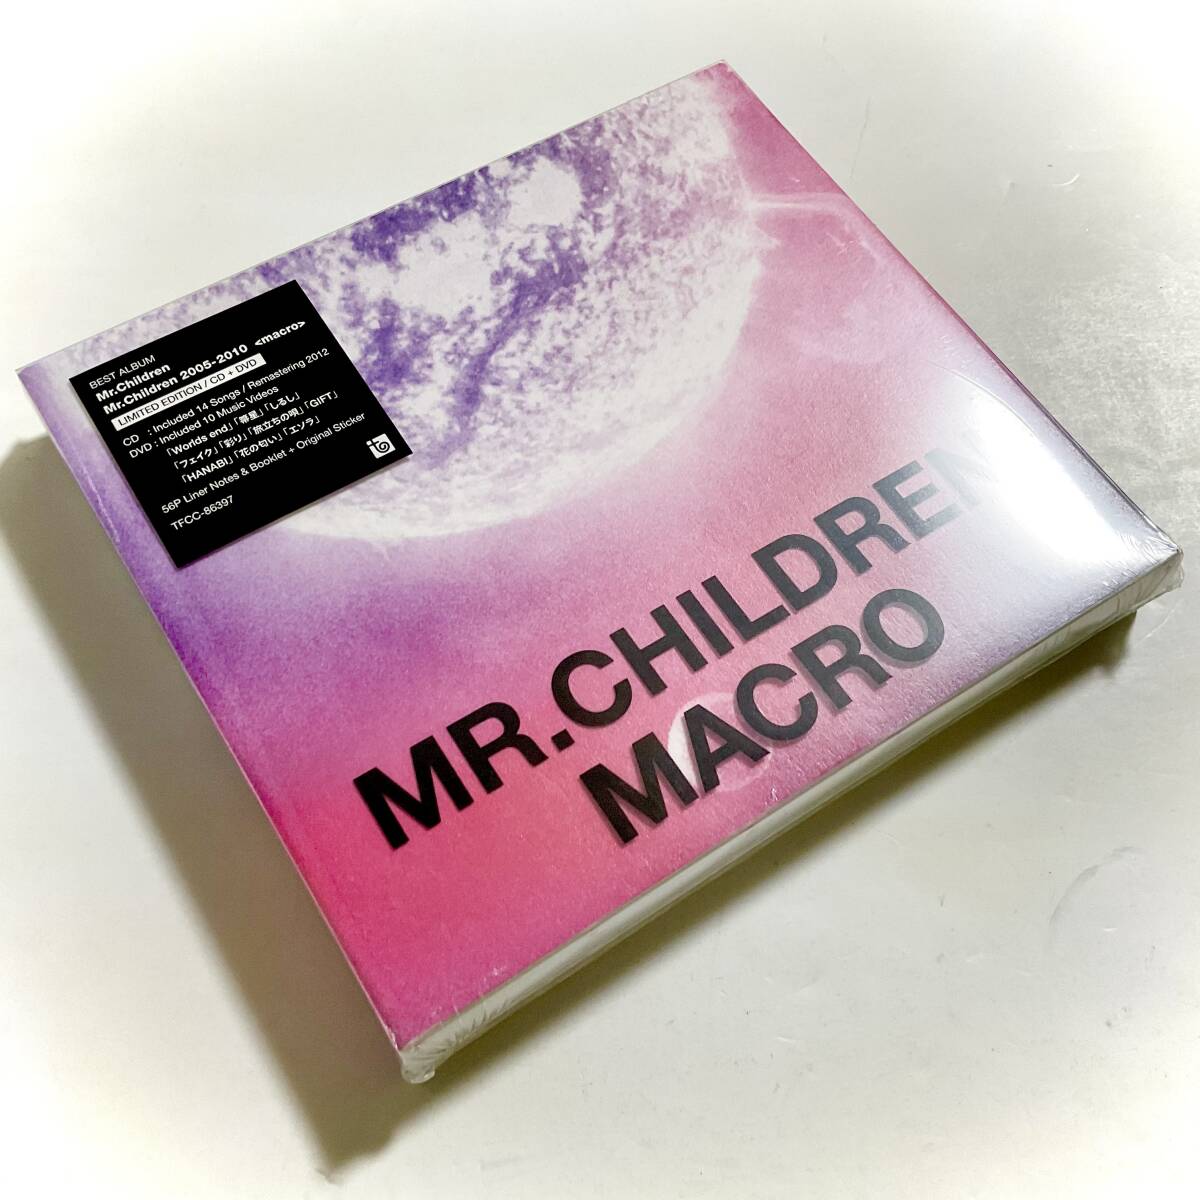 BEST ALBUM
Mr.Children
Mr.Children 2005-2010 <macro>
LIMITED EDITION / CD + DVD
CD : Included 14 Songs / Remastering 2012
DVD : Included 10 Music Videos
「Worlds end」「箒星」「しるし」
「フェイク」「彩り」「旅立ちの唄」「GIFT」
「HANABI」「花の匂い」「エソラ」
56P Liner Notes & Booklet + Original Sticker
TFCC-86397
MR.CHILDREN
MACRO